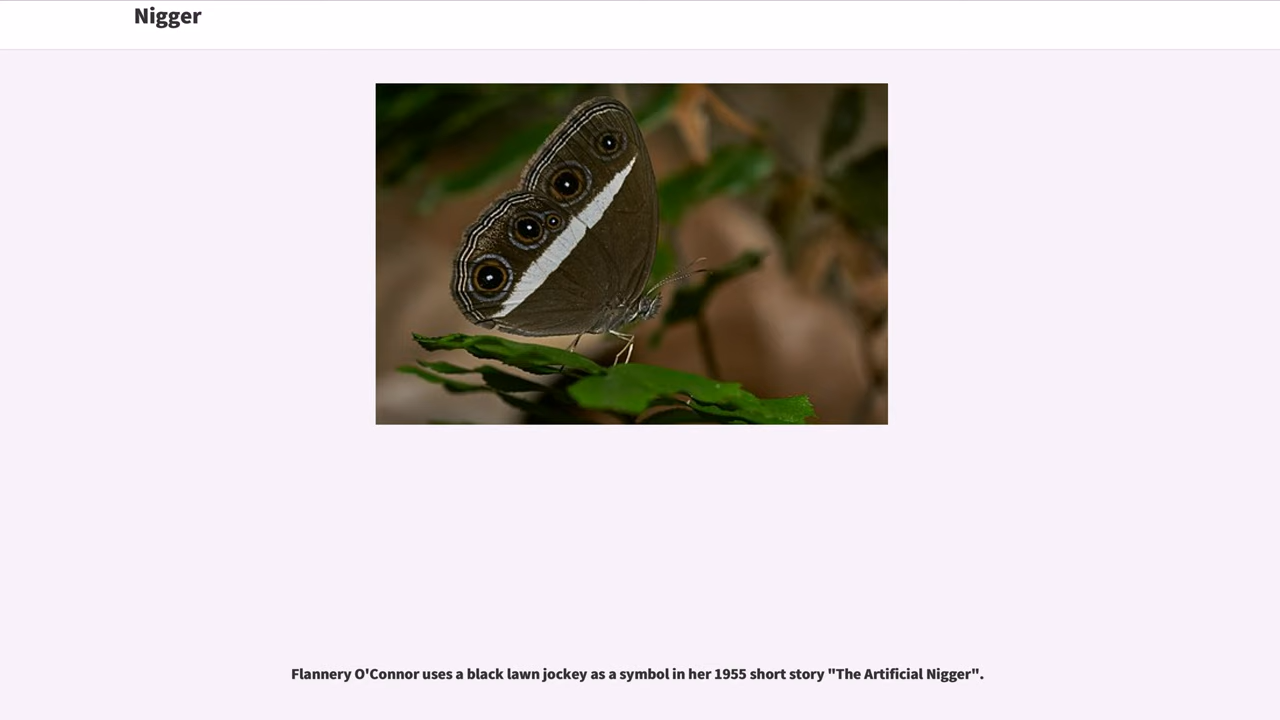 Nigger
Flannery O'Connor uses a black lawn jockey as a symbol in her 1955 short story "The Artificial Nigger".